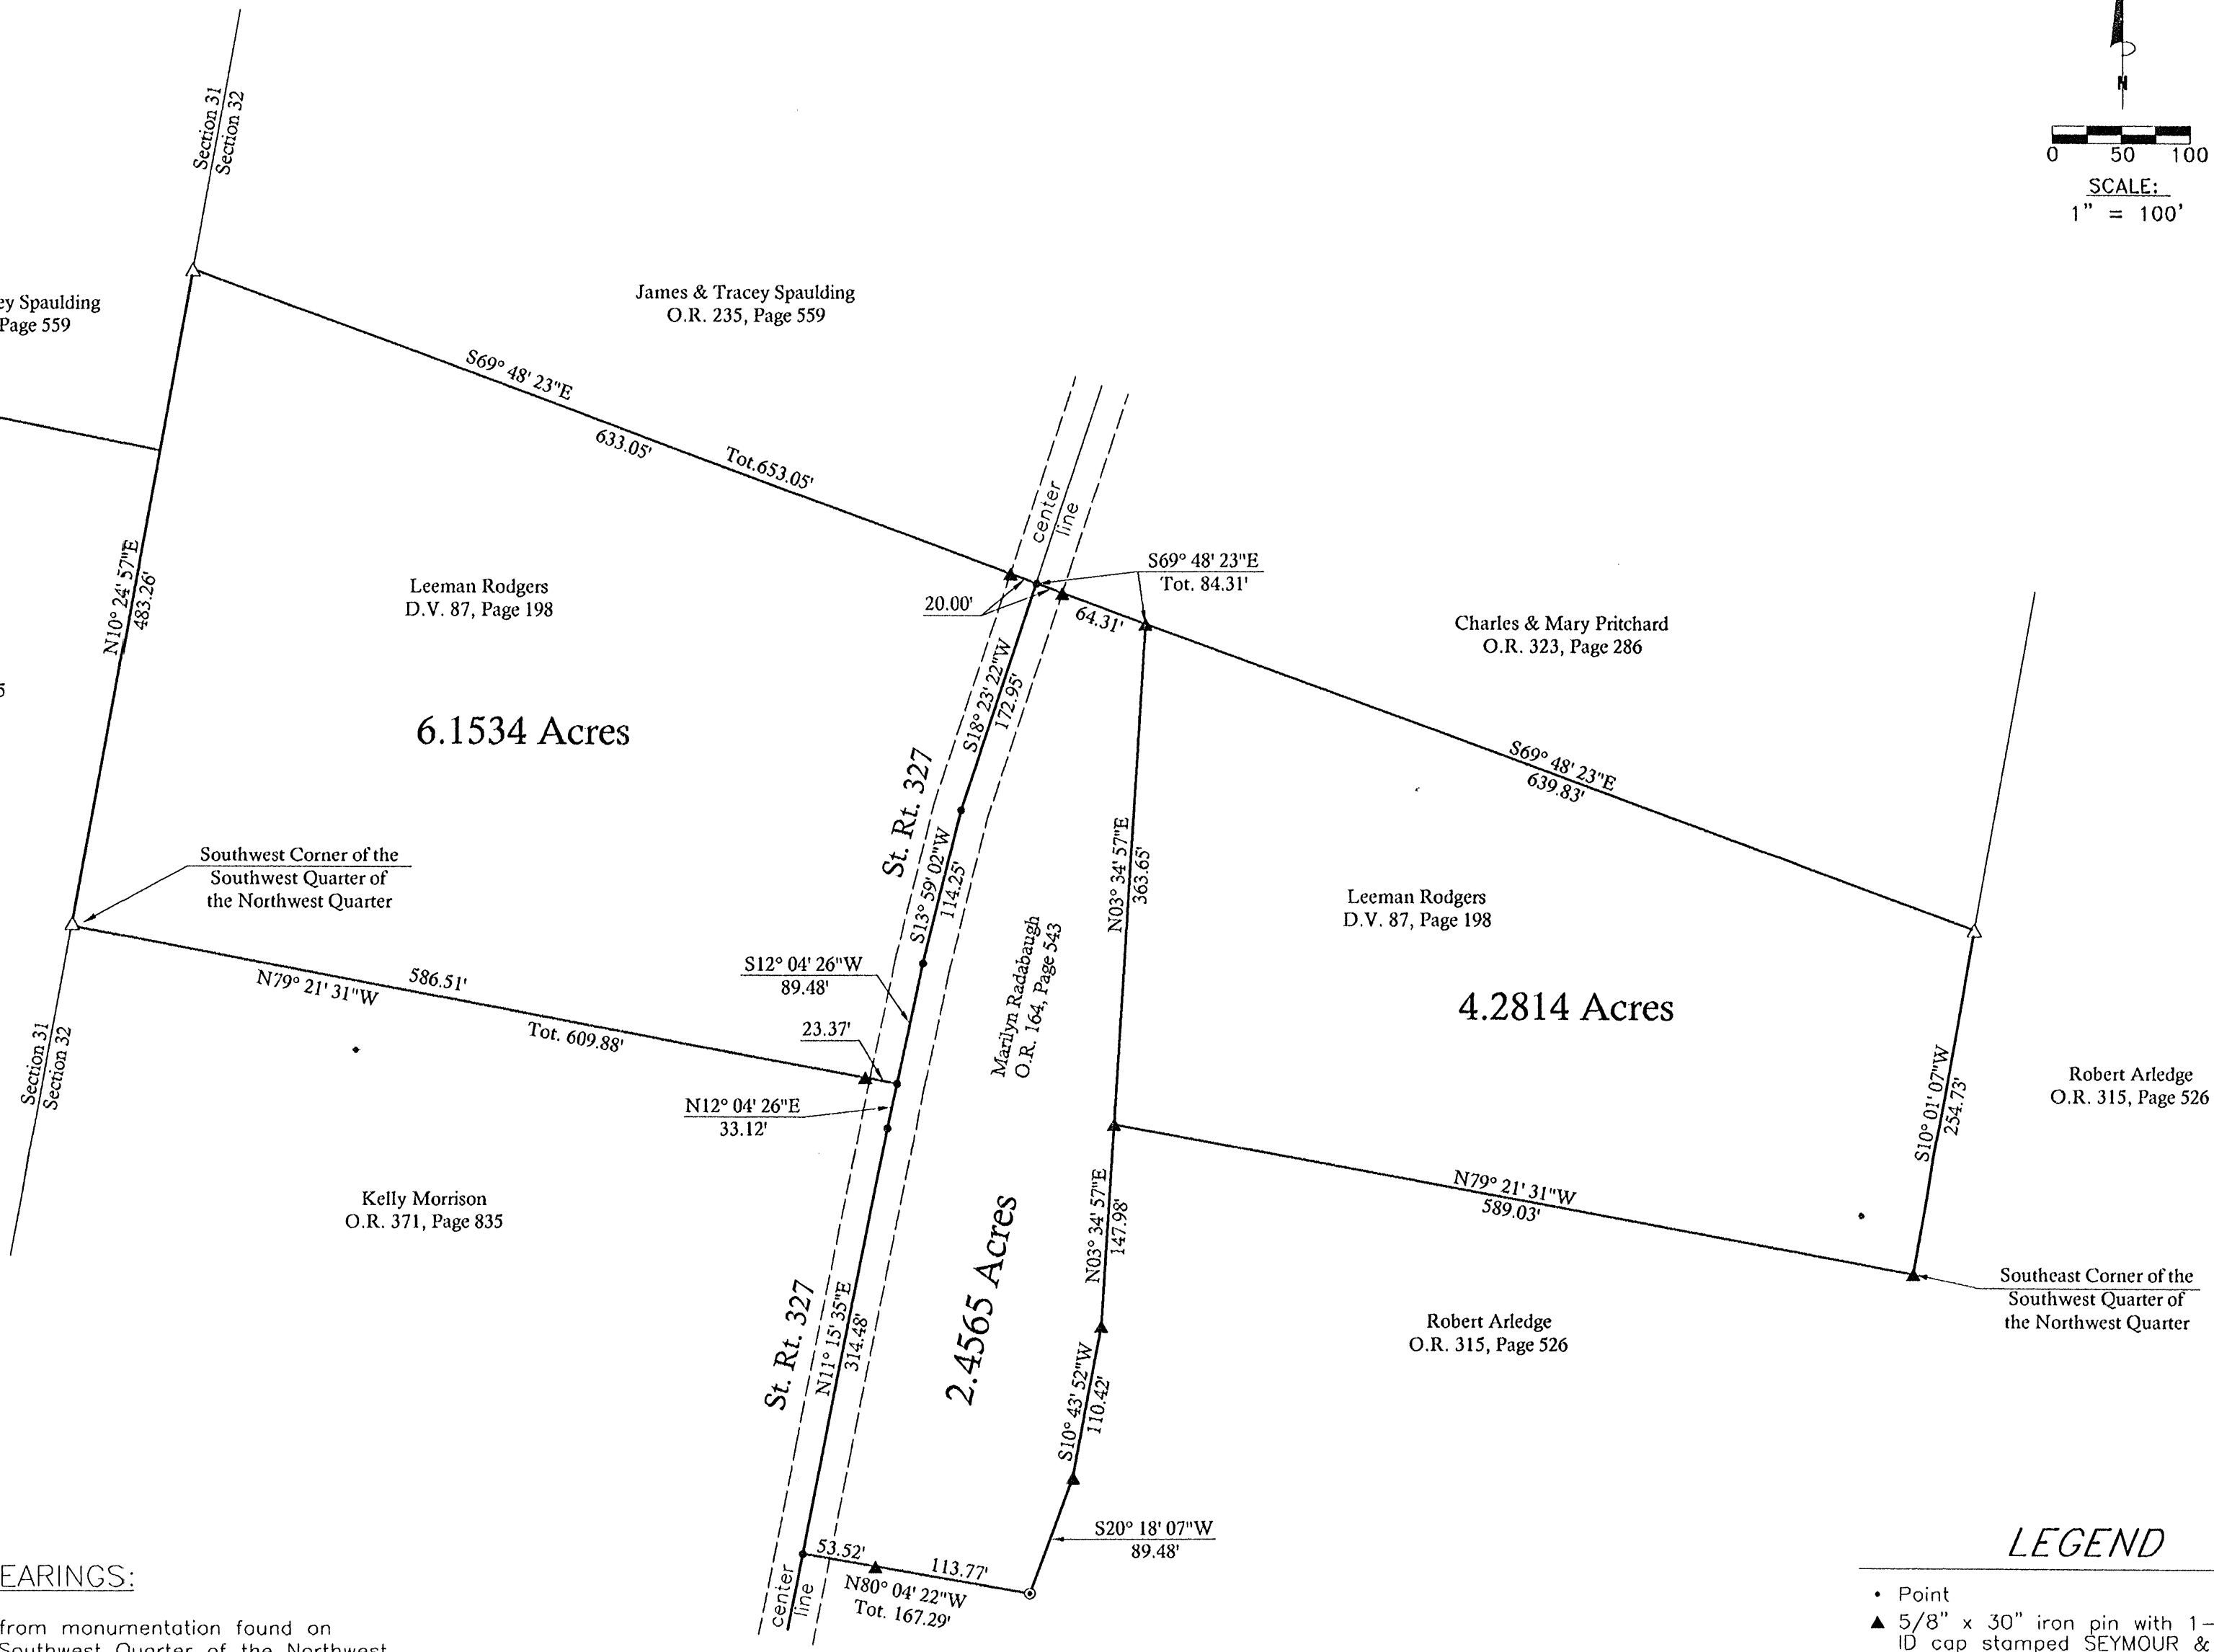 N
0 50 100
SCALE:
1" = 100'
Section 31
Section 32
ey Spaulding
Page 559
James & Tracey Spaulding
O.R. 235, Page 559
S69° 48' 23"E
633.05'
Tot.653.05'
center
line
N10° 24' 57"E
483.26'
Leeman Rodgers
D.V. 87, Page 198
S69° 48' 23"E
Tot. 84.31'
20.00'
64.31'
Charles & Mary Pritchard
O.R. 323, Page 286
5
6.1534 Acres
S18° 23' 22"W
172.95'
St. Rt. 327
S69° 48' 23"E
639.83'
Southwest Corner of the
Southwest Quarter of
the Northwest Quarter
S13° 59' 02"W
114.25'
N03° 34' 57"E
363.65'
Leeman Rodgers
D.V. 87, Page 198
Marilyn Radabaugh
O.R. 164, Page 543
S12° 04' 26"W
89.48'
586.51'
N79° 21' 31"W
Tot. 609.88'
23.37'
4.2814 Acres
Section 31
Section 32
N12° 04' 26"E
33.12'
S10° 01' 07"W
254.73'
Robert Arledge
O.R. 315, Page 526
Kelly Morrison
O.R. 371, Page 835
N79° 21' 31"W
589.03'
N03° 34' 57"E
147.98'
2.4565 Acres
St. Rt. 327
N11° 15' 35"E
314.48'
Southeast Corner of the
Southwest Quarter of
the Northwest Quarter
Robert Arledge
O.R. 315, Page 526
S10° 43' 52"W
110.42'
S20° 18' 07"W
89.48'
53.52'
113.77'
N80° 04' 22"W
Tot. 167.29'
center
line
EARINGS:
from monumentation found on
Southwest Quarter of the Northwest
LEGEND
• Point
▲ 5/8" x 30" iron pin with 1-
ID cap stamped SEYMOUR &